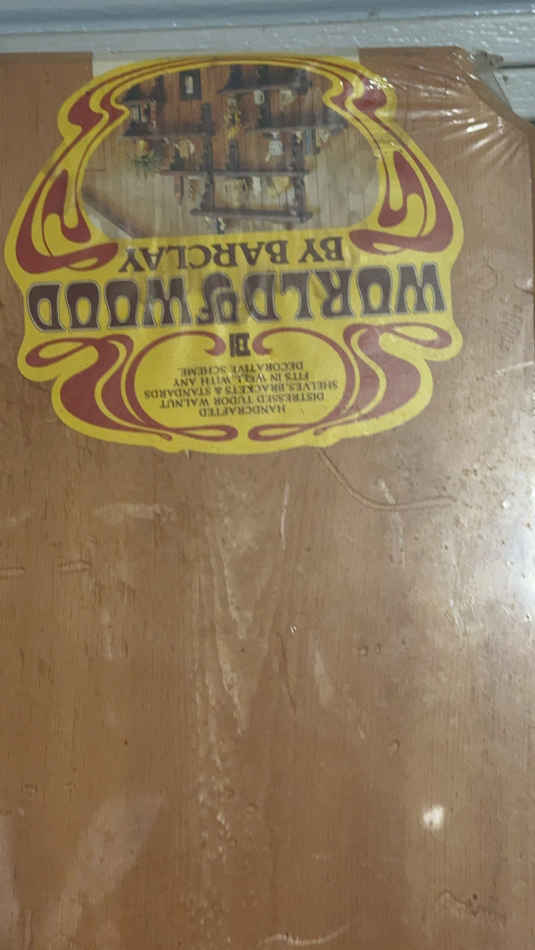 WORLD OF WOOD
BY BARCLAY
HANDCRAFTED
DISTRESSED TUDOR WALNUT
SHELVES, BRACKETS & STANDARDS
FITS IN WELL WITH ANY
DECORATIVE SCHEME.